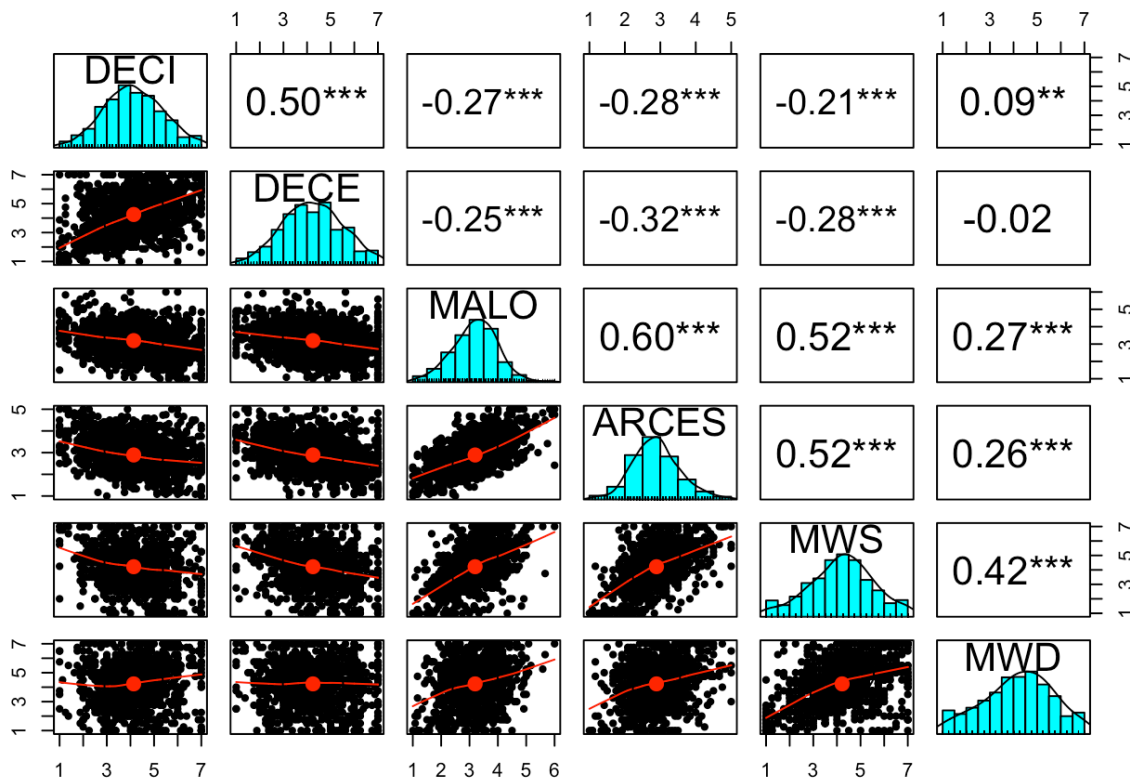 1 3 5 7 1 2 3 4 5 1 3 5 7
DECI 0.50*** -0.27*** -0.28*** -0.21*** 0.09** 1 3 5 7
1 3 5 7 DECE -0.25*** -0.32*** -0.28*** -0.02
MALO 0.60*** 0.52*** 0.27*** 1 3 5
1 3 5 ARCES 0.52*** 0.26***
MWS 0.42*** 1 3 5 7
1 3 5 7 MWD
1 3 5 7 1 2 3 4 5 6 1 3 5 7